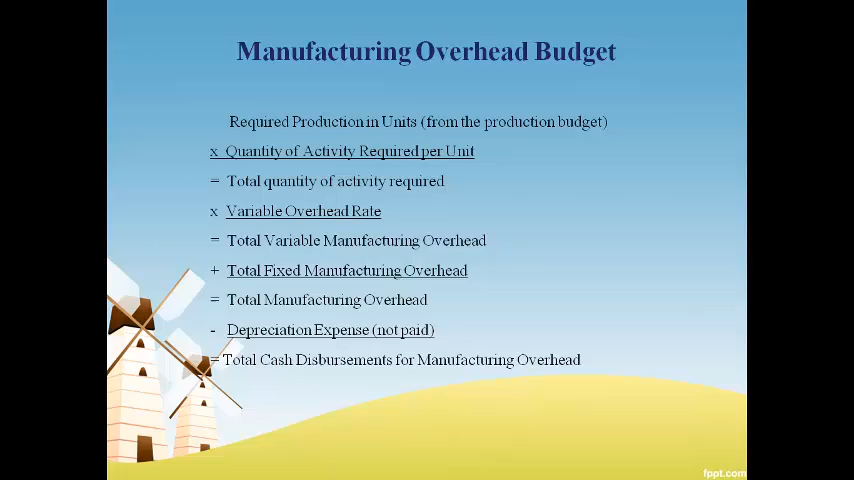 Manufacturing Overhead Budget
Required Production in Units (from the production budget)
x Quantity of Activity Required per Unit
= Total quantity of activity required
x Variable Overhead Rate
= Total Variable Manufacturing Overhead
+ Total Fixed Manufacturing Overhead
= Total Manufacturing Overhead
- Depreciation Expense (not paid)
= Total Cash Disbursements for Manufacturing Overhead
fppt.com